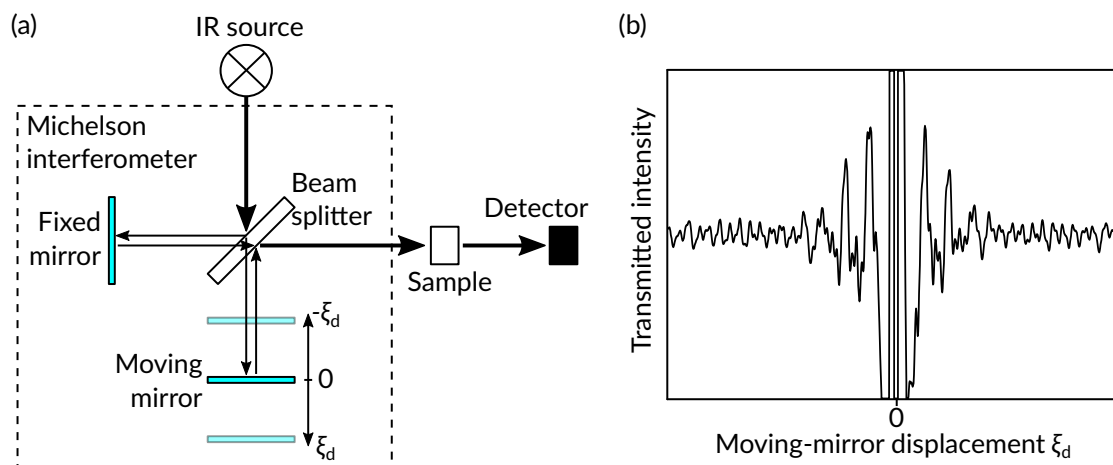 (a)
IR source
Michelson
interferometer
Beam
splitter
Fixed
mirror
Detector
Sample
-ξd
Moving
mirror
0
ξd
(b)
Transmitted intensity
0
Moving-mirror displacement ξd